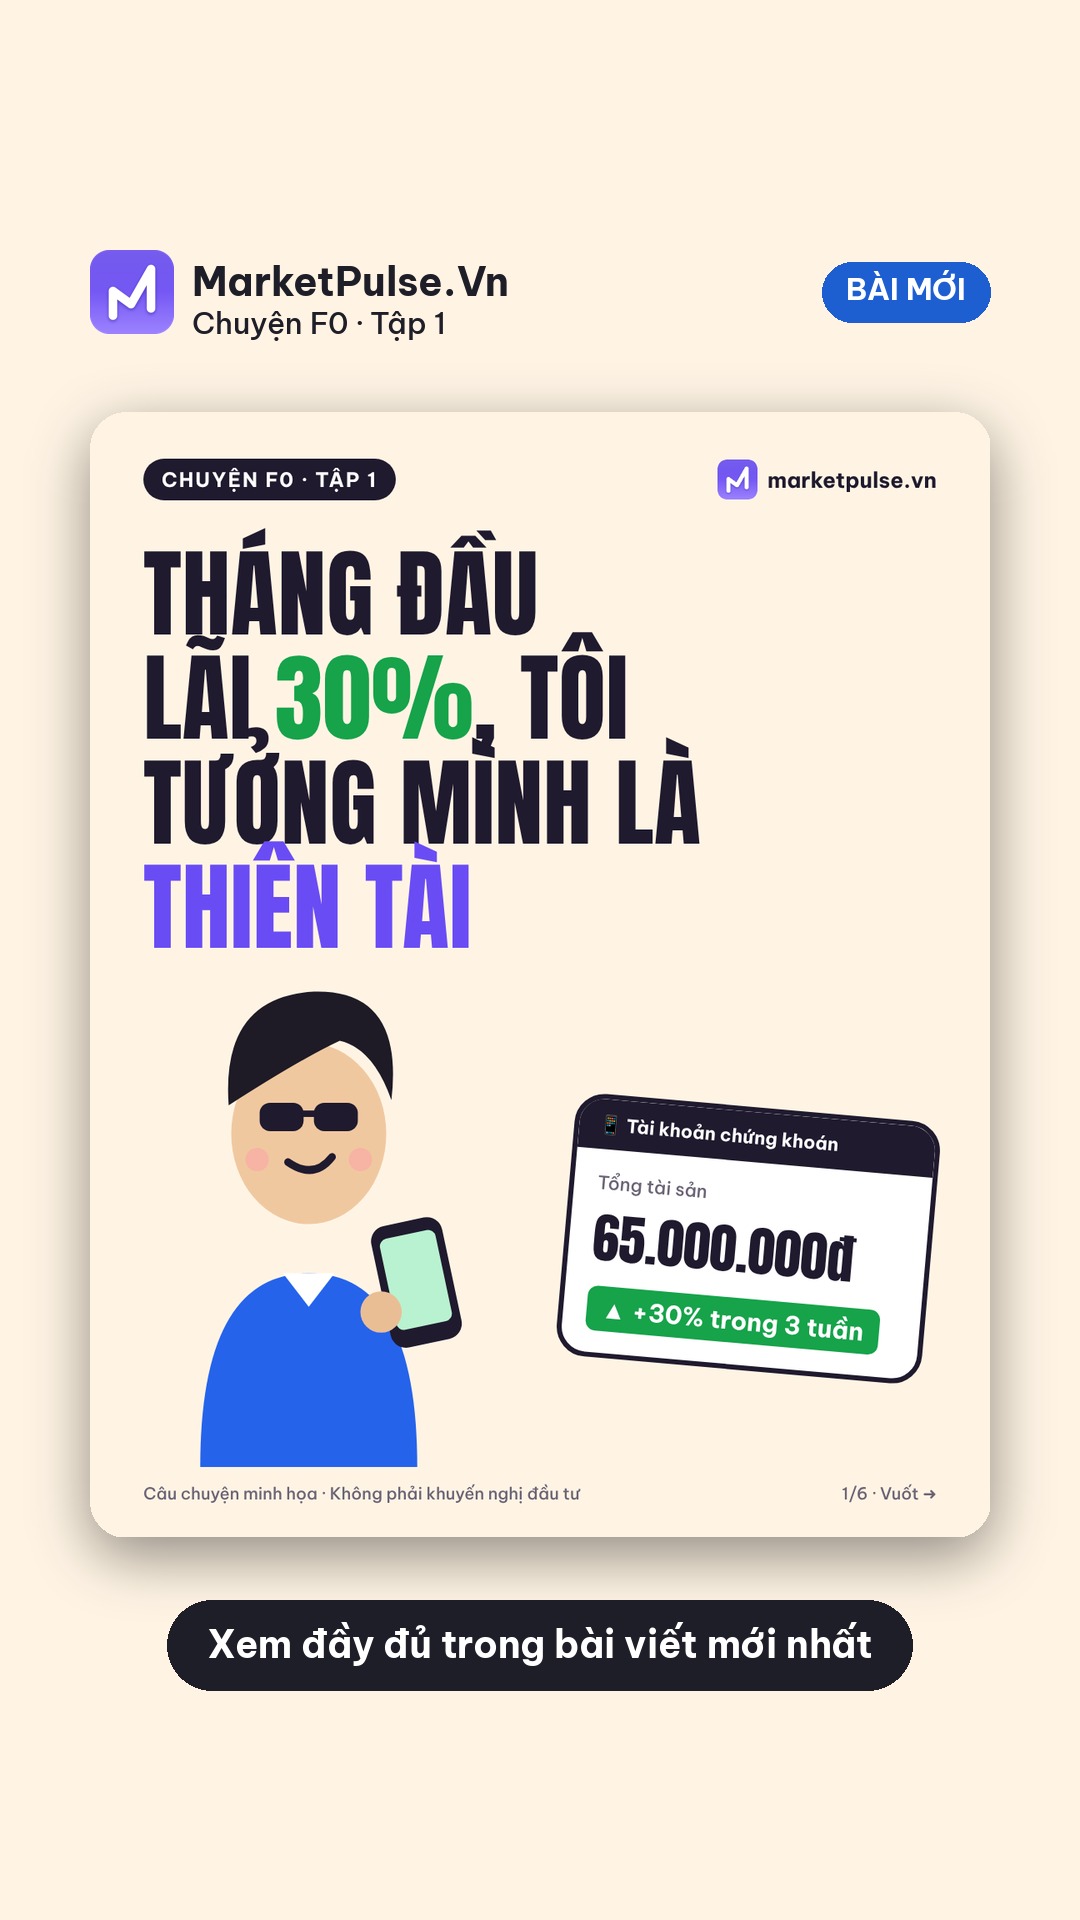 MarketPulse.Vn
Chuyện F0 · Tập 1
BÀI MỚI
CHUYỆN F0 · TẬP 1
marketpulse.vn
THÁNG ĐẦU
LÃI 30%, TÔI
TƯỞNG MÌNH LÀ
THIÊN TÀI
Tài khoản chứng khoán
Tổng tài sản
65.000.000đ
▲ +30% trong 3 tuần
Câu chuyện minh họa · Không phải khuyến nghị đầu tư
1/6 · Vuốt →
Xem đầy đủ trong bài viết mới nhất